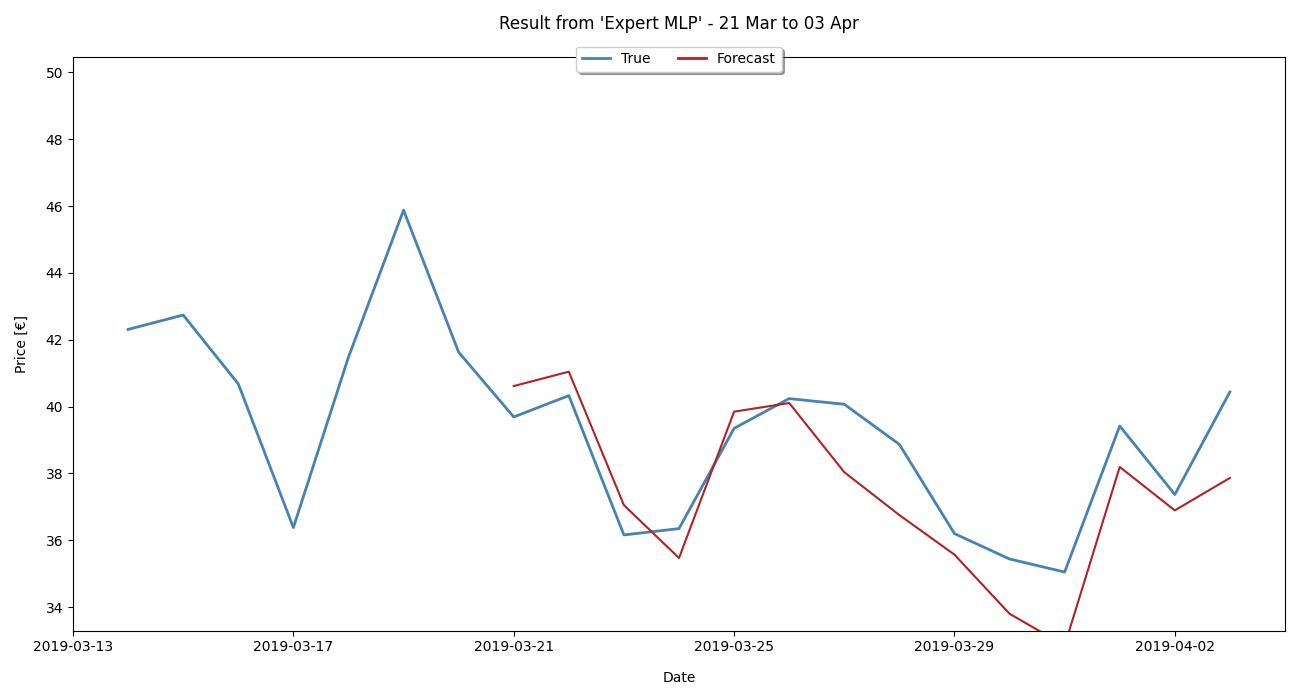 Result from 'Expert MLP' - 21 Mar to 03 Apr
True Forecast
50
48
46
44
42
40
38
36
34
Price [€]
2019-03-13 2019-03-17 2019-03-21 2019-03-25 2019-03-29 2019-04-02
Date